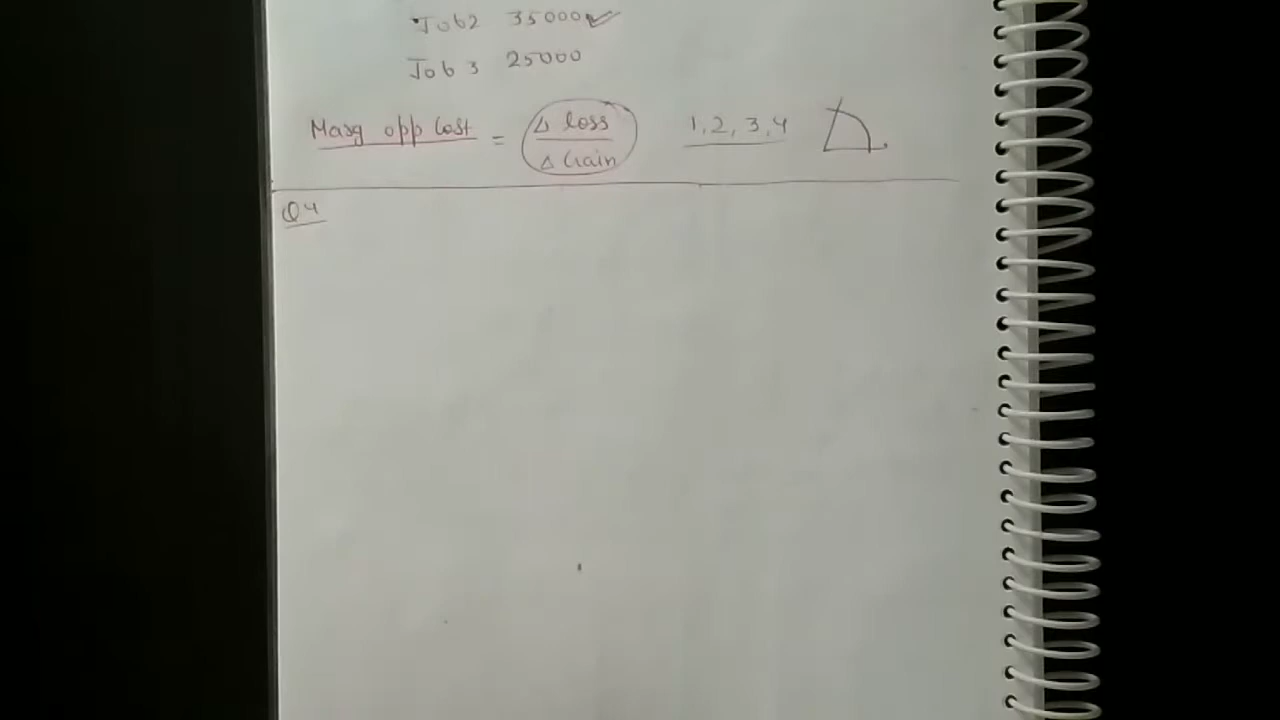 Job2 35000
Job 3 25000
Marg opp Cost = Δ loss / Δ Gain 1, 2, 3, 4
Q4